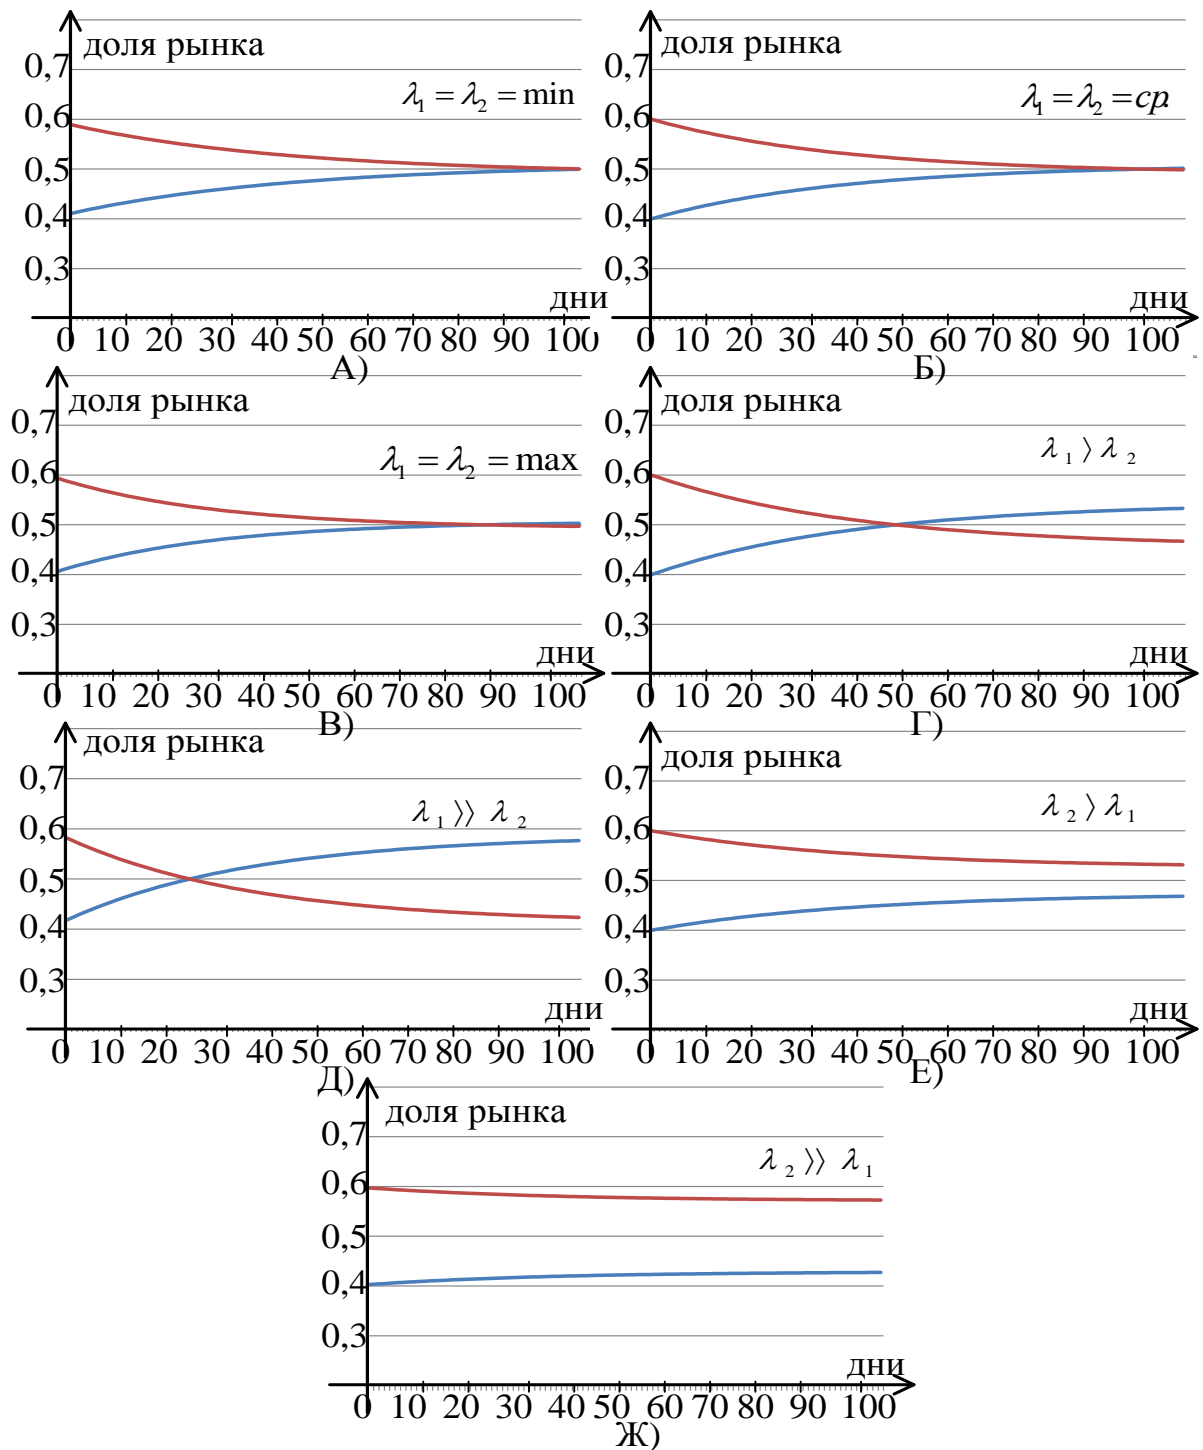 доля рынка
0,7
λ₁ = λ₂ = min
0,6
0,5
0,4
0,3
дни
0 10 20 30 40 50 60 70 80 90 100
А)
доля рынка
0,7
λ₁ = λ₂ = ср.
0,6
0,5
0,4
0,3
дни
0 10 20 30 40 50 60 70 80 90 100
Б)
доля рынка
0,7
λ₁ = λ₂ = max
0,6
0,5
0,4
0,3
дни
0 10 20 30 40 50 60 70 80 90 100
В)
доля рынка
0,7
λ₁ ⟩ λ₂
0,6
0,5
0,4
0,3
дни
0 10 20 30 40 50 60 70 80 90 100
Г)
доля рынка
0,7
λ₁ ⟩⟩ λ₂
0,6
0,5
0,4
0,3
дни
0 10 20 30 40 50 60 70 80 90 100
Д)
доля рынка
0,7
λ₂ ⟩ λ₁
0,6
0,5
0,4
0,3
дни
0 10 20 30 40 50 60 70 80 90 100
Е)
доля рынка
0,7
λ₂ ⟩⟩ λ₁
0,6
0,5
0,4
0,3
дни
0 10 20 30 40 50 60 70 80 90 100
Ж)